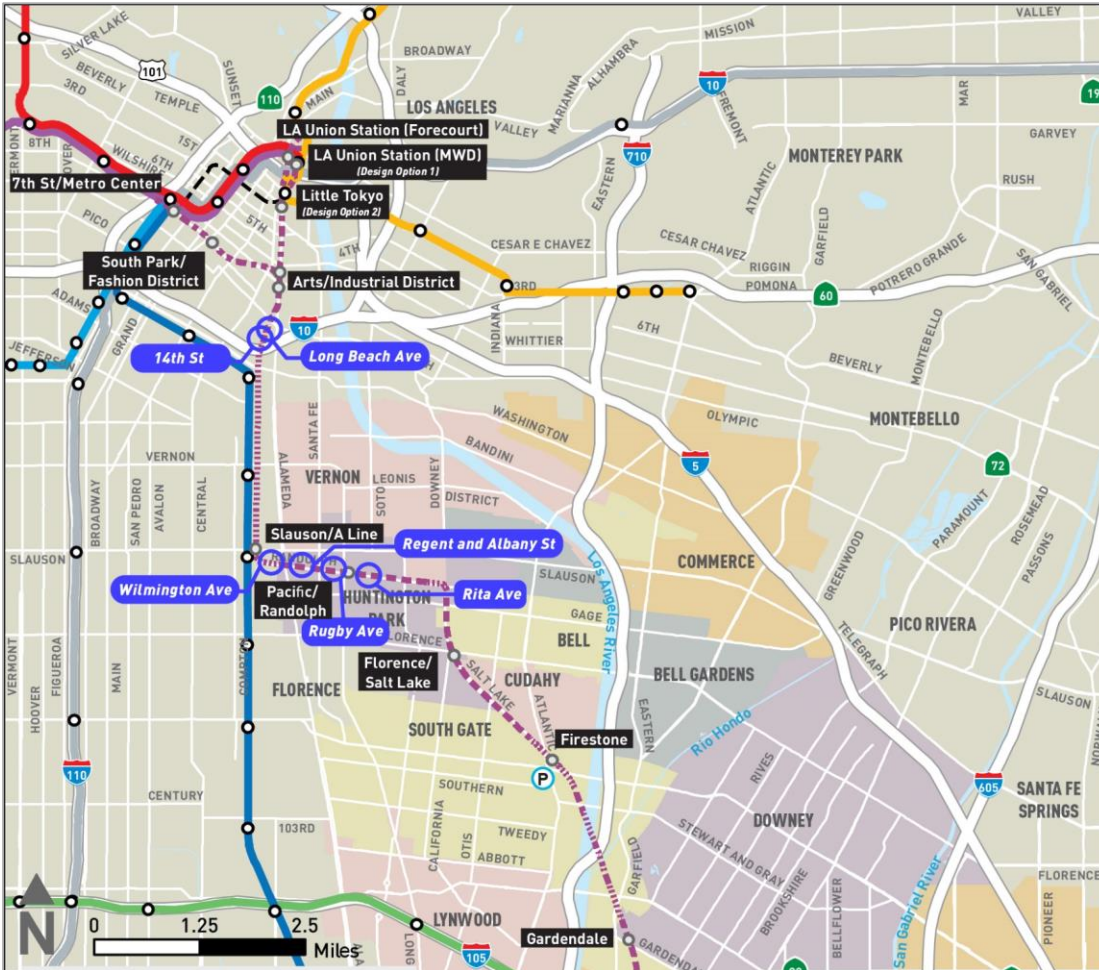 SILVER LAKE
BEVERLY
3RD
TEMPLE
101
SUNSET
110
1ST
MAIN
BROADWAY
DALY
LOS ANGELES
VALLEY
MARIANNA
ALHAMBRA
MISSION
VALLEY
10
FREMONT
MAR
19
GARVEY
710
MONTEREY PARK
EASTERN
ATLANTIC
GARFIELD
RUSH
8TH
WILSHIRE
6TH
LA Union Station (Forecourt)
LA Union Station (MWD)
(Design Option 1)
7th St/Metro Center
Little Tokyo
(Design Option 2)
PICO
5TH
4TH
CESAR E CHAVEZ
CESAR CHAVEZ
RIGGIN
POMONA
POTRERO GRANDE
SAN GABRIEL
South Park/
Fashion District
Arts/Industrial District
3RD
60
ADAMS
JEFFERSON
GRAND
10
INDIANA
WHITTIER
6TH
BEVERLY
MONTEBELLO
14th St
Long Beach Ave
WASHINGTON
OLYMPIC
MONTEBELLO
SANTA FE
BANDINI
5
72
VERNON
ALAMEDA
VERNON
LEONIS
SOTO
DOWNEY
DISTRICT
PARAMOUNT
ROSEMEAD
PASSONS
BROADWAY
SAN PEDRO
AVALON
CENTRAL
Slauson/A Line
Regent and Albany St
SLAUSON
SLAUSON
COMMERCE
GREENWOOD
Los Angeles River
Wilmington Ave
Pacific/
Randolph
HUNTINGTON
PARK
Rita Ave
Rugby Ave
GAGE
BELL
PICO RIVERA
TELEGRAPH
VERMONT
HOOVER
FIGUEROA
MAIN
COMPTON
FLORENCE
Florence/
Salt Lake
SALT LAKE
CUDAHY
ATLANTIC
BELL GARDENS
EASTERN
SLAUSON
FLORENCE
SOUTH GATE
Firestone
Rio Hondo
P
110
605
SANTA FE
SPRINGS
CENTURY
SOUTHERN
RIVES
DOWNEY
103RD
CALIFORNIA
OTIS
TWEEDY
ABBOTT
GARFIELD
STEWART AND GRAY
BROOKSHIRE
BELLFLOWER
San Gabriel River
FLORENCE
PIONEER
N
0 1.25 2.5
Miles
LYNWOOD
LONG
105
Gardendale